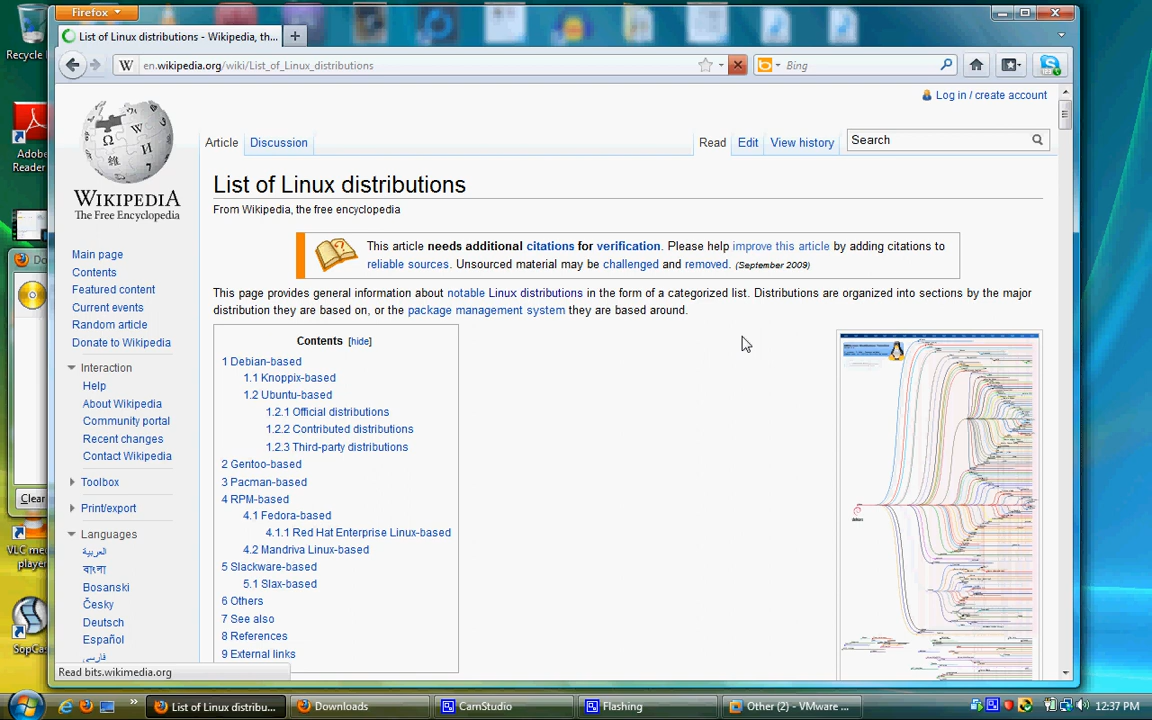 Firefox
List of Linux distributions - Wikipedia, th...
en.wikipedia.org/wiki/List_of_Linux_distributions
Bing
Recycle
Adobe
Reader
Clear
VLC me
player
SopCa
Log in / create account
Article
Discussion
Read
Edit
View history
Search
WIKIPEDIA
The Free Encyclopedia
Main page
Contents
Featured content
Current events
Random article
Donate to Wikipedia
Interaction
Help
About Wikipedia
Community portal
Recent changes
Contact Wikipedia
Toolbox
Print/export
Languages
العربية
বাংলা
Bosanski
Česky
Deutsch
Español
فارسی
List of Linux distributions
From Wikipedia, the free encyclopedia
This article needs additional citations for verification. Please help improve this article by adding citations to
reliable sources. Unsourced material may be challenged and removed. (September 2009)
This page provides general information about notable Linux distributions in the form of a categorized list. Distributions are organized into sections by the major
distribution they are based on, or the package management system they are based around.
Contents [hide]
1 Debian-based
1.1 Knoppix-based
1.2 Ubuntu-based
1.2.1 Official distributions
1.2.2 Contributed distributions
1.2.3 Third-party distributions
2 Gentoo-based
3 Pacman-based
4 RPM-based
4.1 Fedora-based
4.1.1 Red Hat Enterprise Linux-based
4.2 Mandriva Linux-based
5 Slackware-based
5.1 Slax-based
6 Others
7 See also
8 References
9 External links
debian
Read bits.wikimedia.org
List of Linux distribu...
Downloads
CamStudio
Flashing
Other (2) - VMware ...
12:37 PM